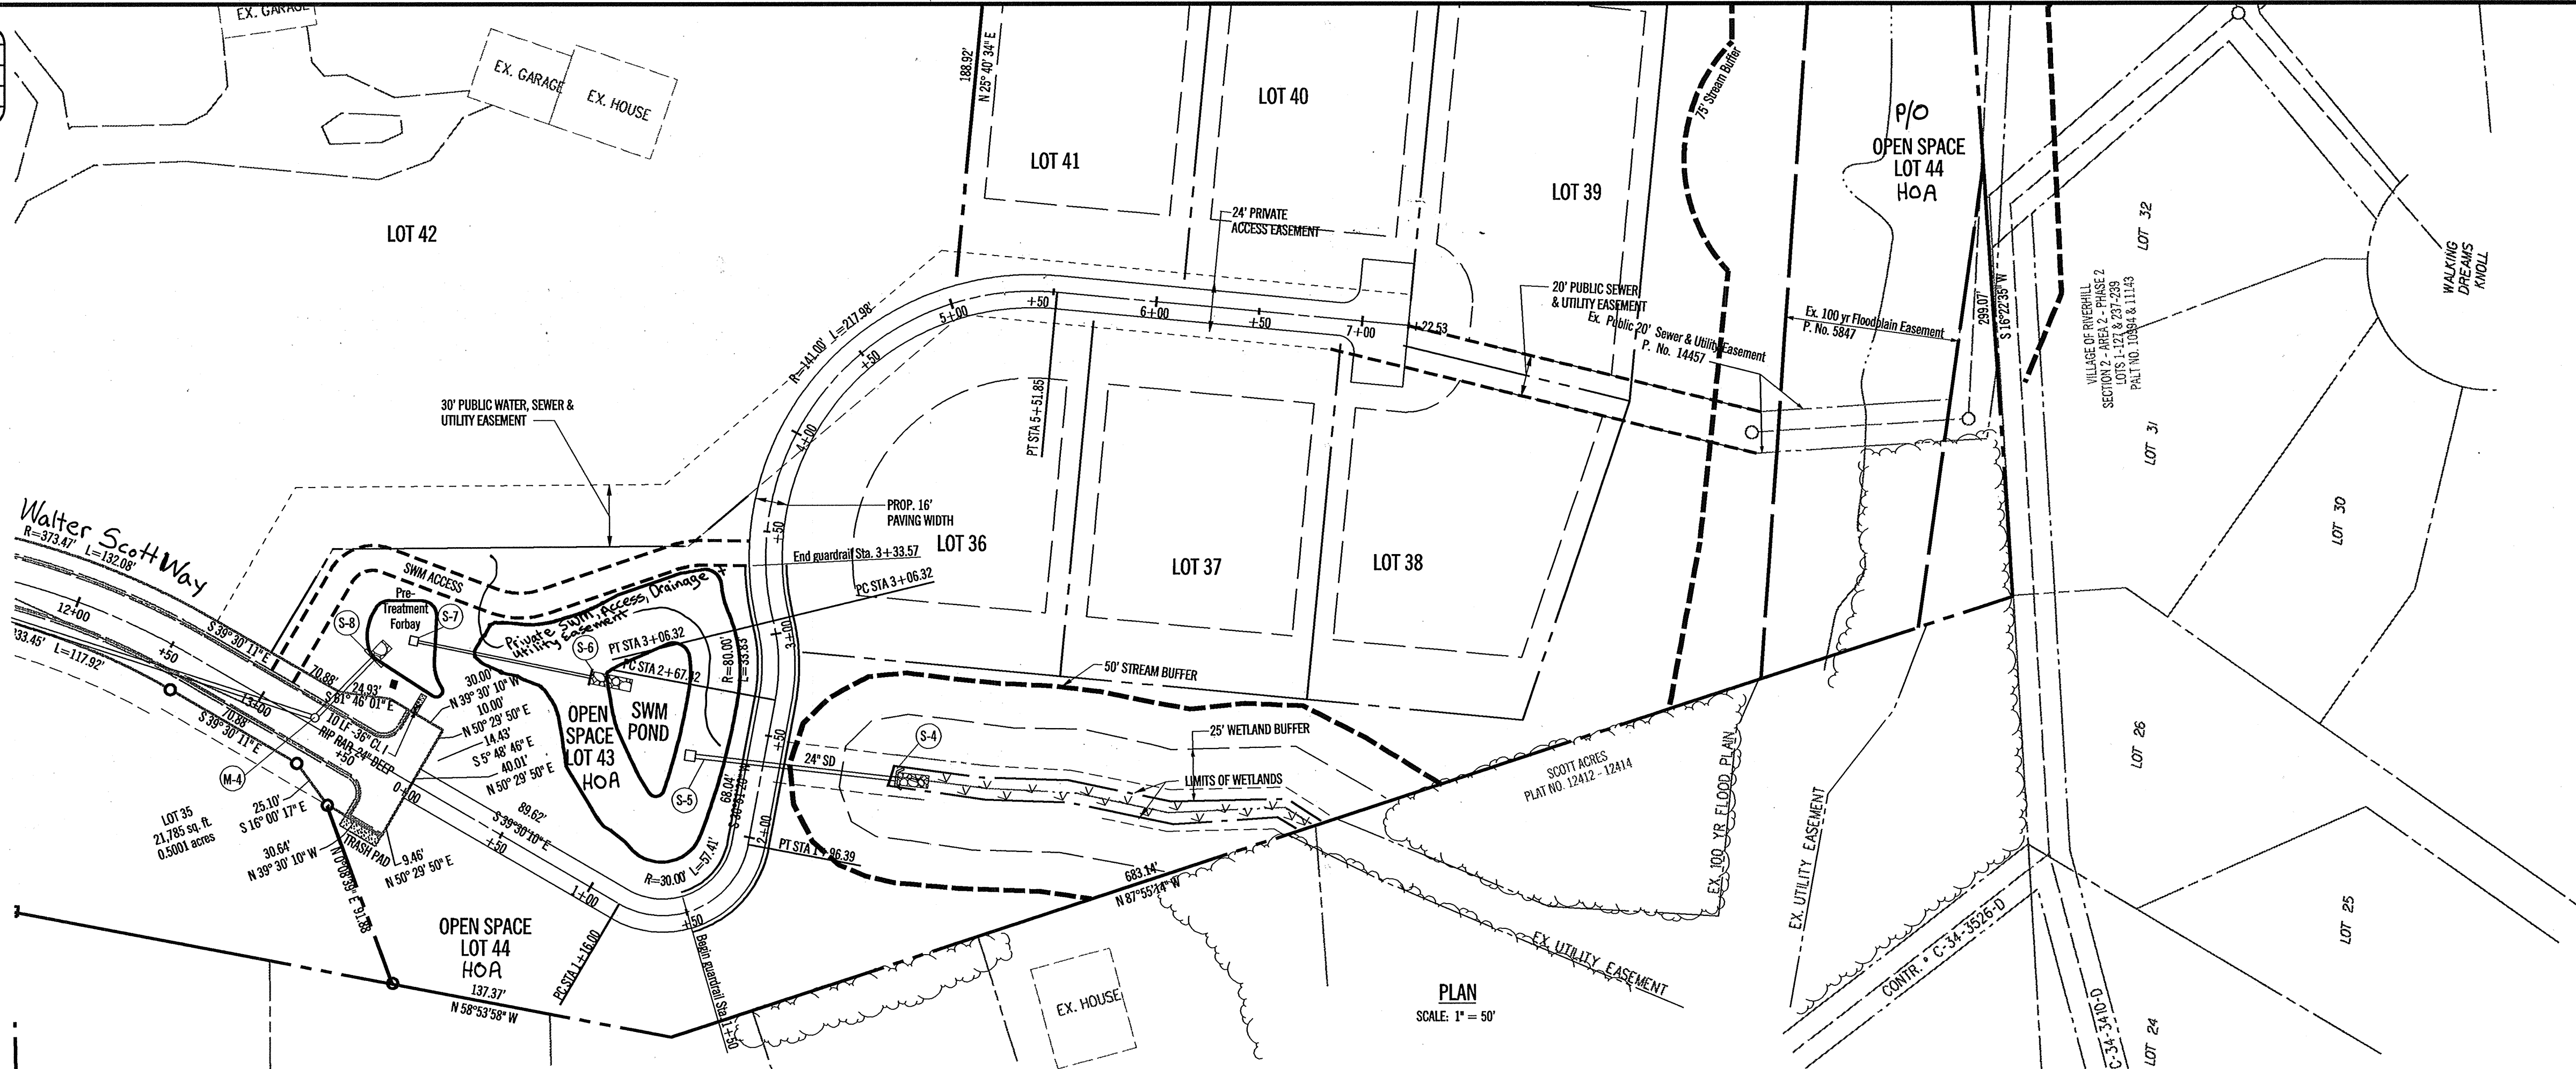 EX. GARAGE
EX. GARAGE
EX. HOUSE
188.92'
N 25° 40' 34" E
LOT 40
LOT 41
LOT 39
LOT 42
75' Stream Buffer
P/O
OPEN SPACE
LOT 44
HOA
24' PRIVATE
ACCESS EASEMENT
20' PUBLIC SEWER
& UTILITY EASEMENT
Ex. Public 20' Sewer & Utility Easement
P. No. 14457
Ex. 100 yr Floodplain Easement
P. No. 5847
299.07'
S 16°22'35" W
LOT 32
WALKING
DREAMS
KNOLL
VILLAGE OF RIVERHILL
SECTION 2 - AREA 2 - PHASE 2
LOTS 1-127 & 237-239
PALT NO. 10994 & 11143
LOT 31
LOT 30
R=141.00' L=217.98'
4+00
+50
5+00
+50
6+00
+50
7+00
+22.53
PT STA 5+51.85
30' PUBLIC WATER, SEWER &
UTILITY EASEMENT
PROP. 16'
PAVING WIDTH
+50
LOT 36
LOT 37
LOT 38
End guardrail Sta. 3+33.57
PC STA 3+06.32
Walter Scott Way
R=373.47' L=132.08'
SWM ACCESS
Pre-
Treatment
Forbay
S-8
S-7
Private SWM, Access, Drainage +
Utility Easement
S-6
PT STA 3+06.32
PC STA 2+67.32
R=80.00'
L=33.83'
3+00
12+00
+50
S 39°30'11" E
70.88'
33.45' L=117.92'
24.93'
S 81° 46' 01" E
13+00
10 LF -36" CL I
RIP RAP -24" DEEP
+50
70.88'
S 39°30'11" E
30.00'
N 39° 30' 10" W
10.00'
N 50° 29' 50" E
14.43'
S 5° 48' 46" E
40.01'
N 50° 29' 50" E
OPEN
SPACE
LOT 43
HOA
SWM
POND
M-4
S-5
24" SD
S-4
50' STREAM BUFFER
25' WETLAND BUFFER
LIMITS OF WETLANDS
SCOTT ACRES
PLAT NO. 12412 - 12414
68.04'
+50
2+00
PT STA 1+96.39
R=30.00' L=57.41'
0+00
89.62'
S 39°30'10" E
+50
1+00
+50
LOT 35
21,785 sq. ft.
0.5001 acres
25.10'
S 16° 00' 17" E
30.64'
N 39° 30' 10" W
TRASH PAD
9.46'
N 50° 29' 50" E
N 0°08'39" E 91.88'
OPEN SPACE
LOT 44
HOA
137.37'
N 58°53'58" W
PC STA 1+16.00
Begin guardrail Sta. 1+50
683.14'
N 87°55'14" W
EX. HOUSE
EX. UTILITY EASEMENT
EX. 100 YR FLOOD PLAIN
EX. UTILITY EASEMENT
CONTR. # C-34-3526-D
C-34-3410-D
LOT 26
LOT 25
LOT 24
PLAN
SCALE: 1" = 50'